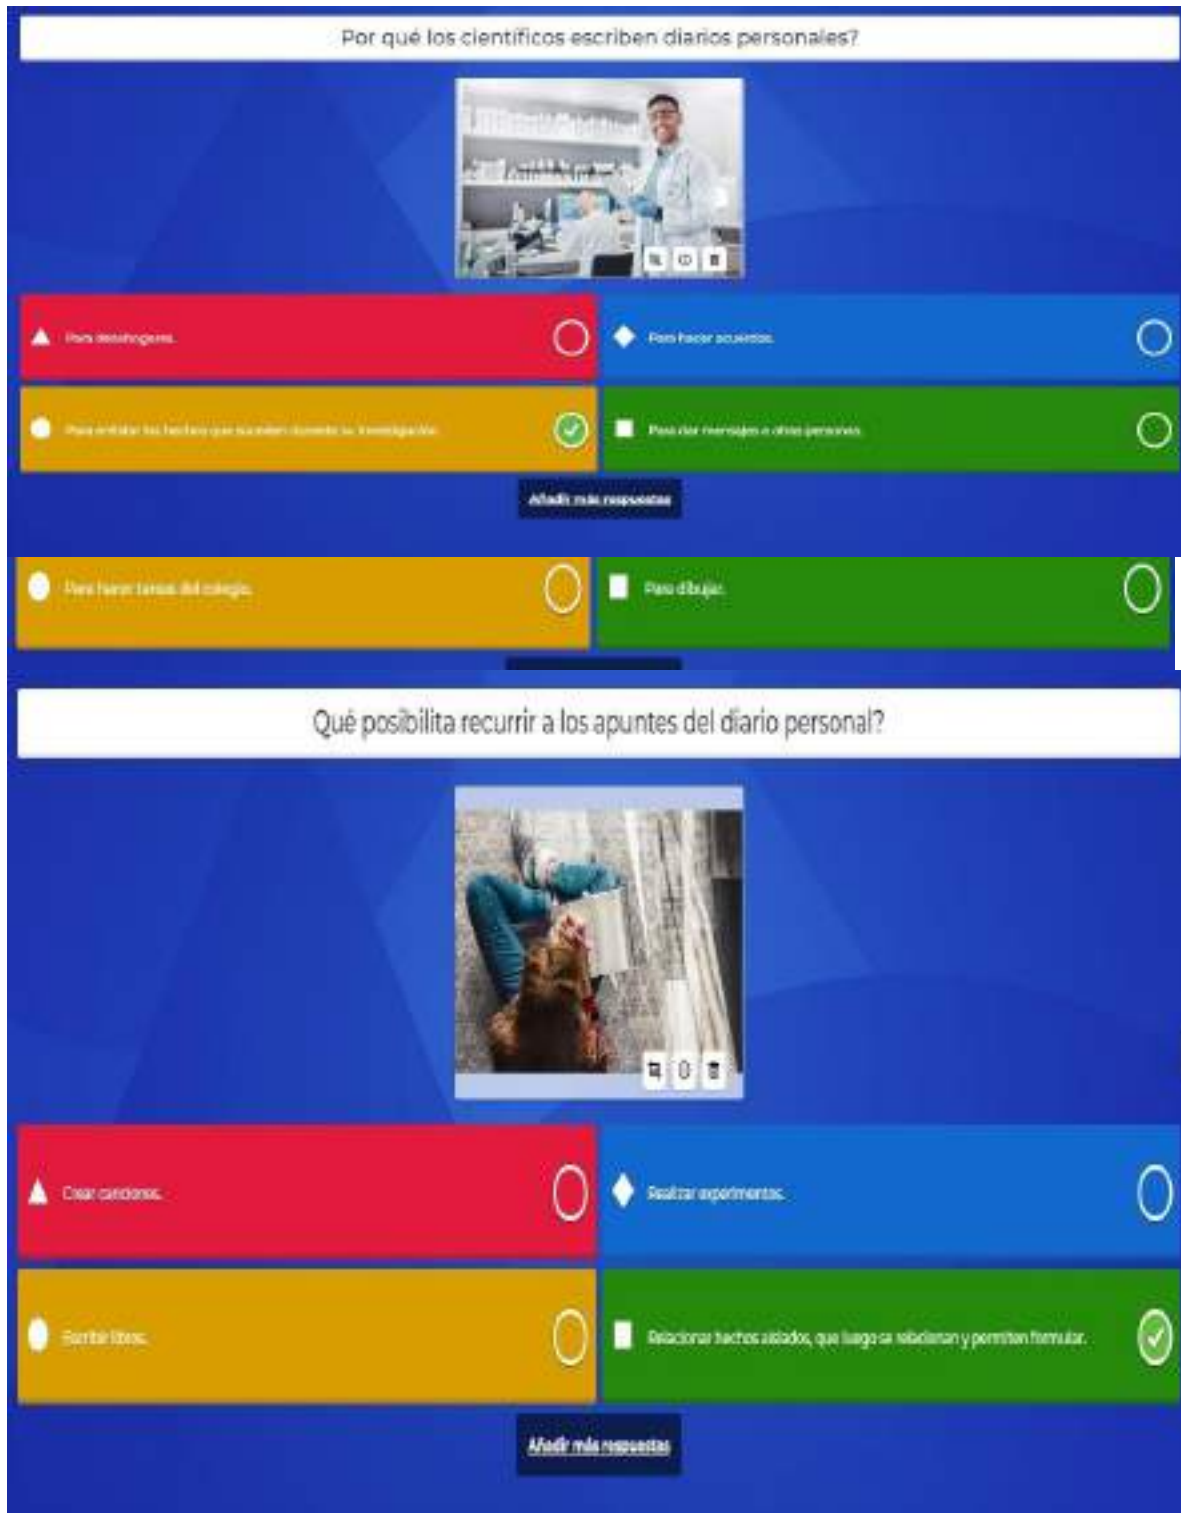 Por qué los científicos escriben diarios personales?
Para desahogarse.
Para hacer acuerdos.
Para enlistar los hechos que suceden durante su investigación.
Para dar mensajes a otras personas.
Añadir más respuestas
Para hacer tareas del colegio.
Para dibujar.
Qué posibilita recurrir a los apuntes del diario personal?
Crear canciones.
Realizar experimentos.
Escribir libros.
Relacionar hechos aislados, que luego se relacionan y permiten formular.
Añadir más respuestas